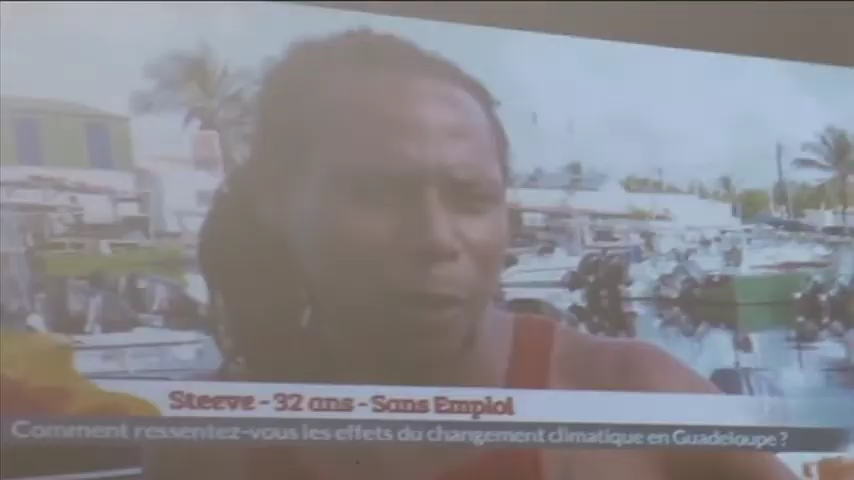 Steeve - 32 ans - Sans Emploi
Comment ressentez-vous les effets du changement climatique en Guadeloupe ?